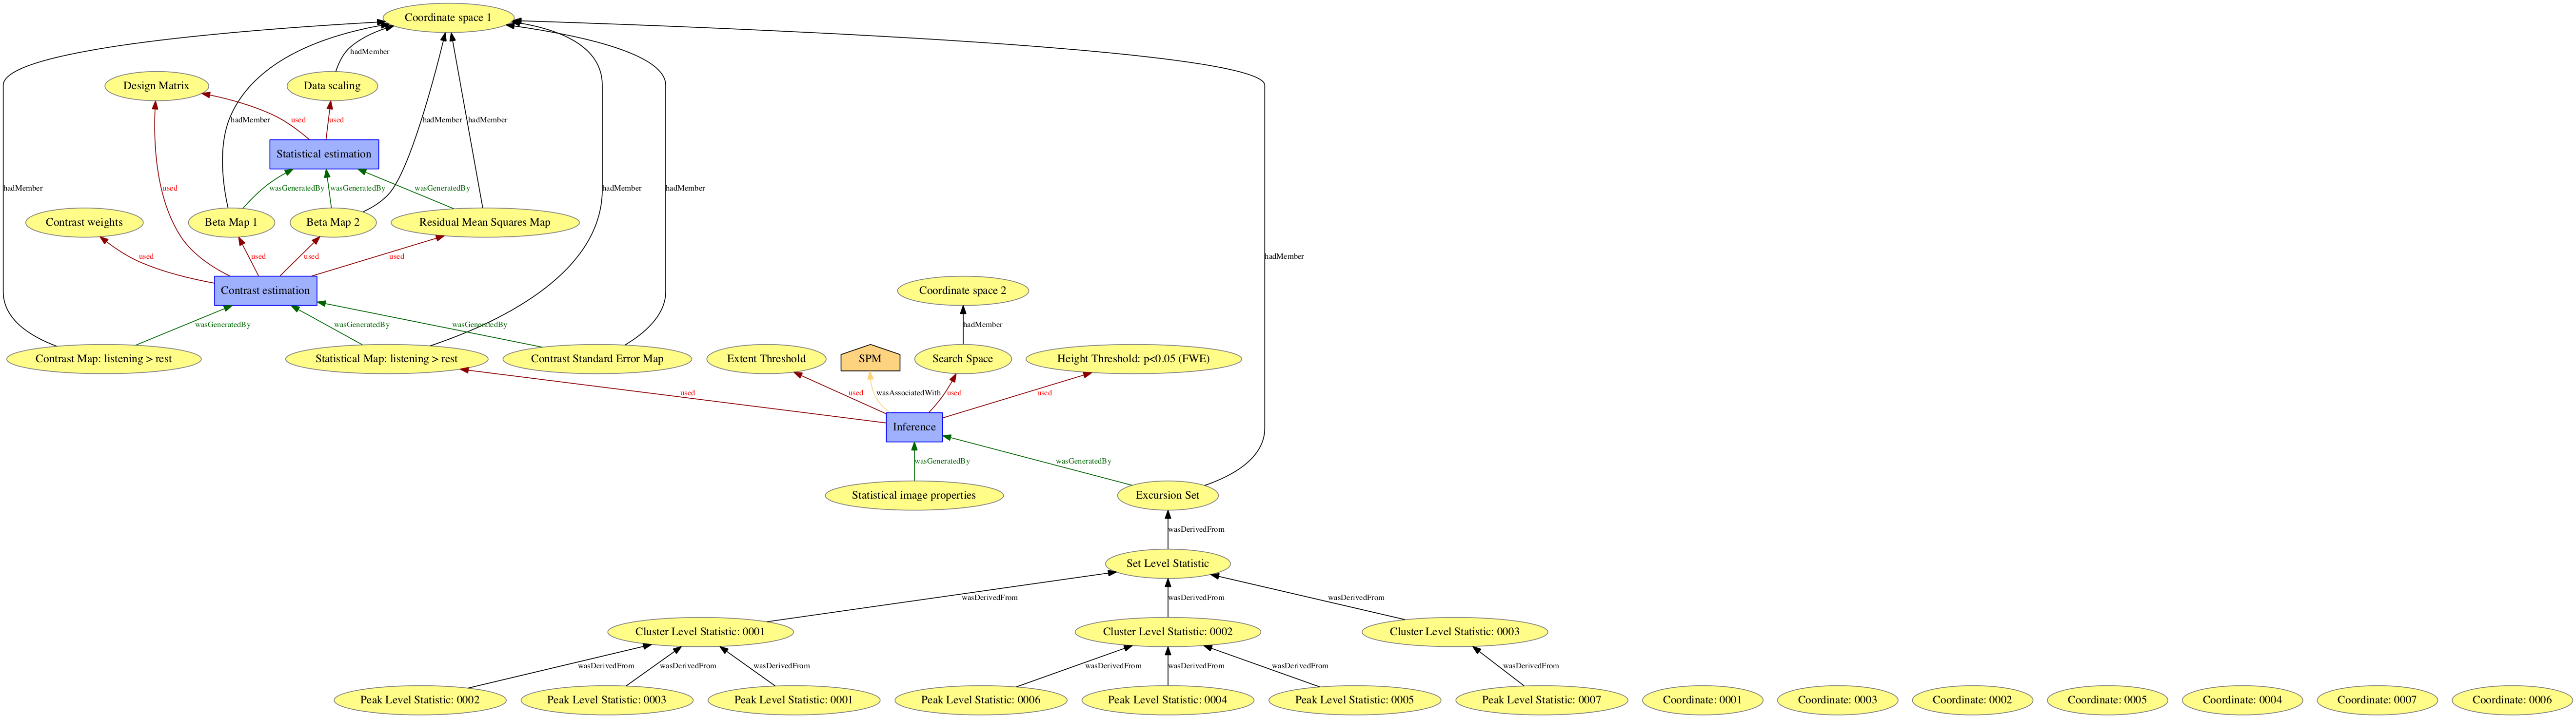 Coordinate space 1
hadMember
Design Matrix
Data scaling
used
used
hadMember
hadMember
hadMember
Statistical estimation
hadMember
used
wasGeneratedBy
wasGeneratedBy
wasGeneratedBy
hadMember
hadMember
Contrast weights
Beta Map 1
Beta Map 2
Residual Mean Squares Map
used
used
used
used
hadMember
Contrast estimation
Coordinate space 2
wasGeneratedBy
wasGeneratedBy
wasGeneratedBy
hadMember
Contrast Map: listening > rest
Statistical Map: listening > rest
Contrast Standard Error Map
Extent Threshold
SPM
Search Space
Height Threshold: p<0.05 (FWE)
used
used
wasAssociatedWith
used
used
Inference
wasGeneratedBy
wasGeneratedBy
Statistical image properties
Excursion Set
wasDerivedFrom
Set Level Statistic
wasDerivedFrom
wasDerivedFrom
wasDerivedFrom
Cluster Level Statistic: 0001
Cluster Level Statistic: 0002
Cluster Level Statistic: 0003
wasDerivedFrom
wasDerivedFrom
wasDerivedFrom
wasDerivedFrom
wasDerivedFrom
wasDerivedFrom
wasDerivedFrom
Peak Level Statistic: 0002
Peak Level Statistic: 0003
Peak Level Statistic: 0001
Peak Level Statistic: 0006
Peak Level Statistic: 0004
Peak Level Statistic: 0005
Peak Level Statistic: 0007
Coordinate: 0001
Coordinate: 0003
Coordinate: 0002
Coordinate: 0005
Coordinate: 0004
Coordinate: 0007
Coordinate: 0006